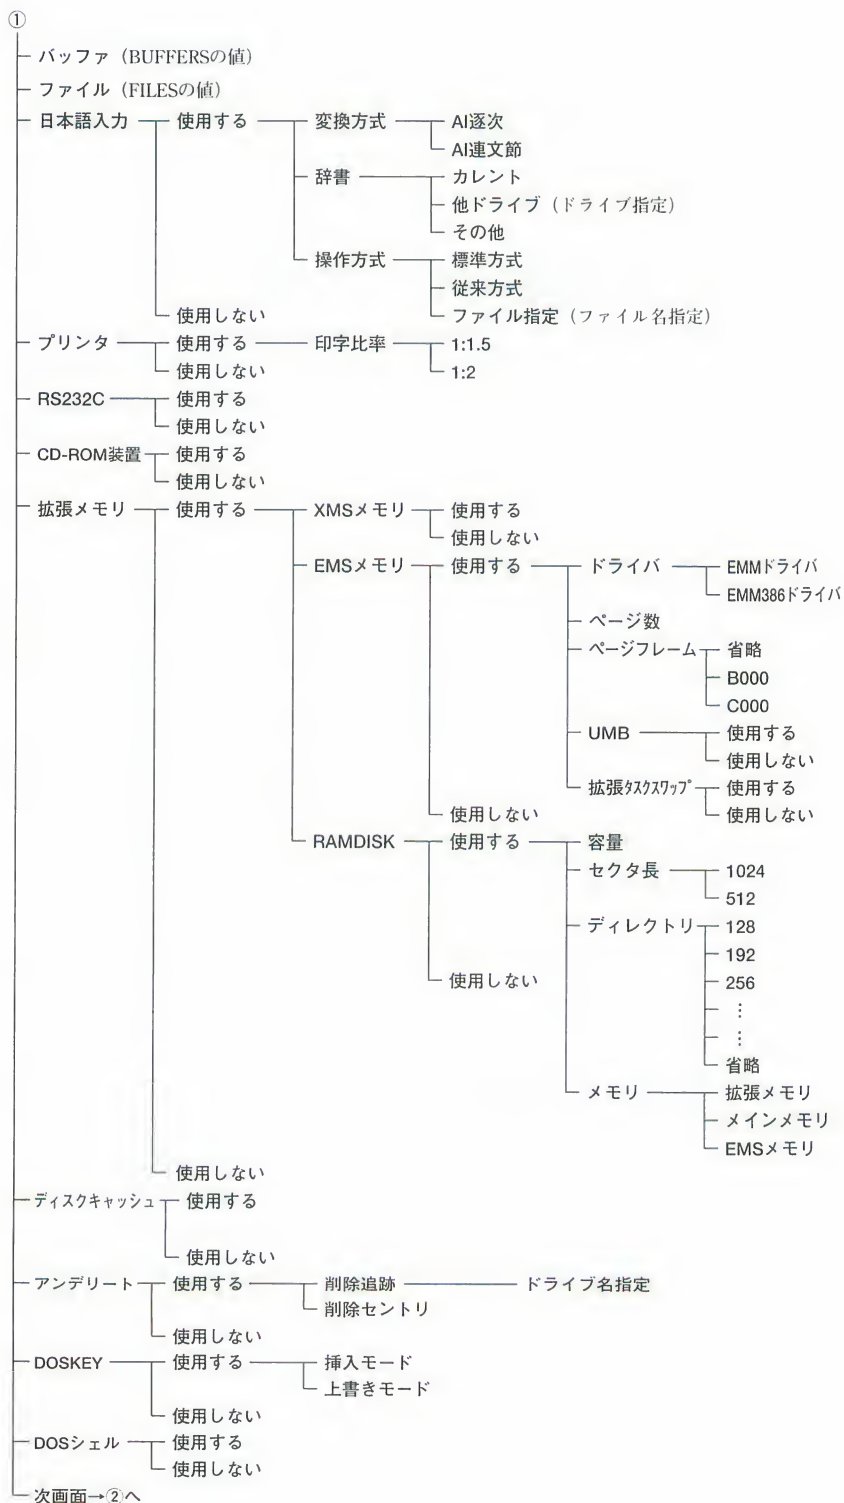 ①
バッファ（BUFFERSの値）
ファイル（FILESの値）
日本語入力 使用する 変換方式 AI逐次
AI連文節
辞書 カレント
他ドライブ（ドライブ指定）
その他
操作方式 標準方式
従来方式
ファイル指定（ファイル名指定）
使用しない
プリンタ 使用する 印字比率 1:1.5
使用しない 1:2
RS232C 使用する
使用しない
CD-ROM装置 使用する
使用しない
拡張メモリ 使用する XMSメモリ 使用する
使用しない
EMSメモリ 使用する ドライバ EMMドライバ
EMM386ドライバ
ページ数
ページフレーム 省略
B000
C000
UMB 使用する
使用しない
拡張ﾀｽｸｽﾜｯﾌﾟ 使用する
使用しない 使用しない
RAMDISK 使用する 容量
セクタ長 1024
512
ディレクトリ 128
192
使用しない 256
⋮
⋮
省略
メモリ 拡張メモリ
メインメモリ
EMSメモリ
使用しない
ディスクキャッシュ 使用する
使用しない
アンデリート 使用する 削除追跡 ドライブ名指定
削除セントリ
使用しない
DOSKEY 使用する 挿入モード
上書きモード
使用しない
DOSシェル 使用する
使用しない
次画面→②へ